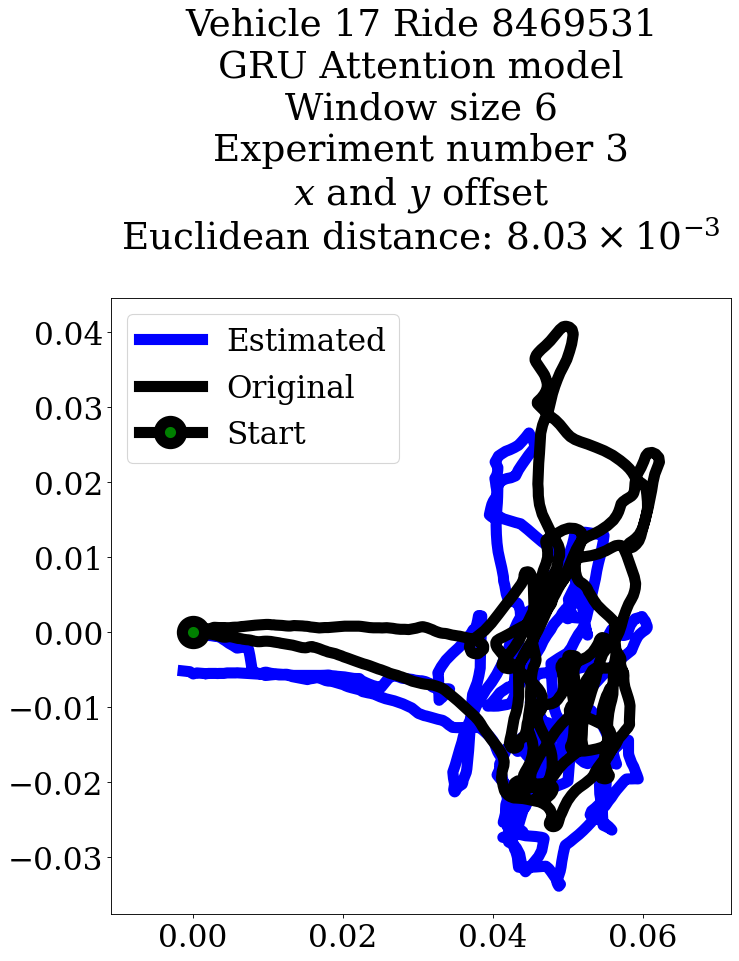 Vehicle 17 Ride 8469531
GRU Attention model
Window size 6
Experiment number 3
x and y offset
Euclidean distance: 8.03 × 10⁻³
Estimated
Original
Start
0.04
0.03
0.02
0.01
0.00
−0.01
−0.02
−0.03
0.00 0.02 0.04 0.06